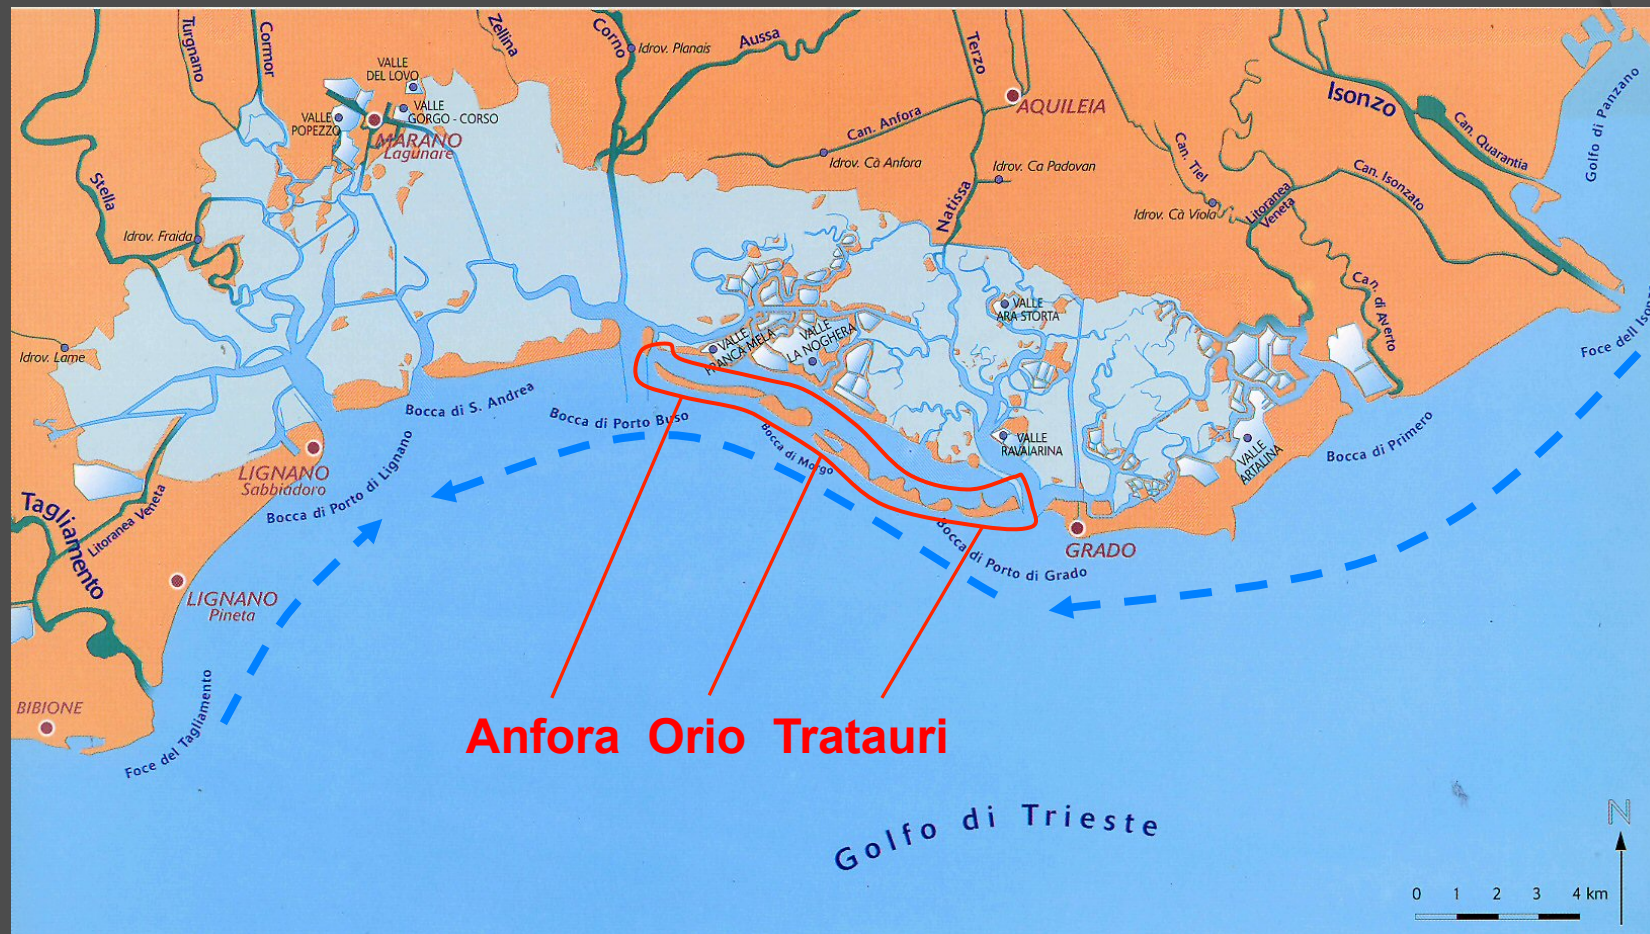 Turgnano
Cormor
Zellina
Corno
Idrov. Planais
Aussa
Terzo
VALLE
DEL LOVO
VALLE
GORGO - CORSO
VALLE
POPEZZO
MARANO
Lagunare
AQUILEIA
Can. Anfora
Idrov. Cà Anfora
Idrov. Ca Padovan
Natissa
Can. Tiel
Idrov. Cà Viola
Litoranea
Veneta
Isonzo
Can. Quarantia
Can. Isonzato
Golfo di Panzano
Can. di Averto
Foce dell
Stella
Idrov. Fraida
Idrov. Lame
VALLE
FRANCA MELA
VALLE
LA NOGHERA
VALLE
ARA STORTA
VALLE
RAVAIARINA
VALLE
ARTALINA
Bocca di Primero
Bocca di S. Andrea
Bocca di Porto Buso
Bocca di Morgo
Bocca di Porto di Grado
GRADO
LIGNANO
Sabbiadoro
Bocca di Porto di Lignano
Tagliamento
Litoranea Veneta
LIGNANO
Pineta
BIBIONE
Foce del Tagliamento
Anfora Orio Tratauri
Golfo di Trieste
N
0 1 2 3 4 km